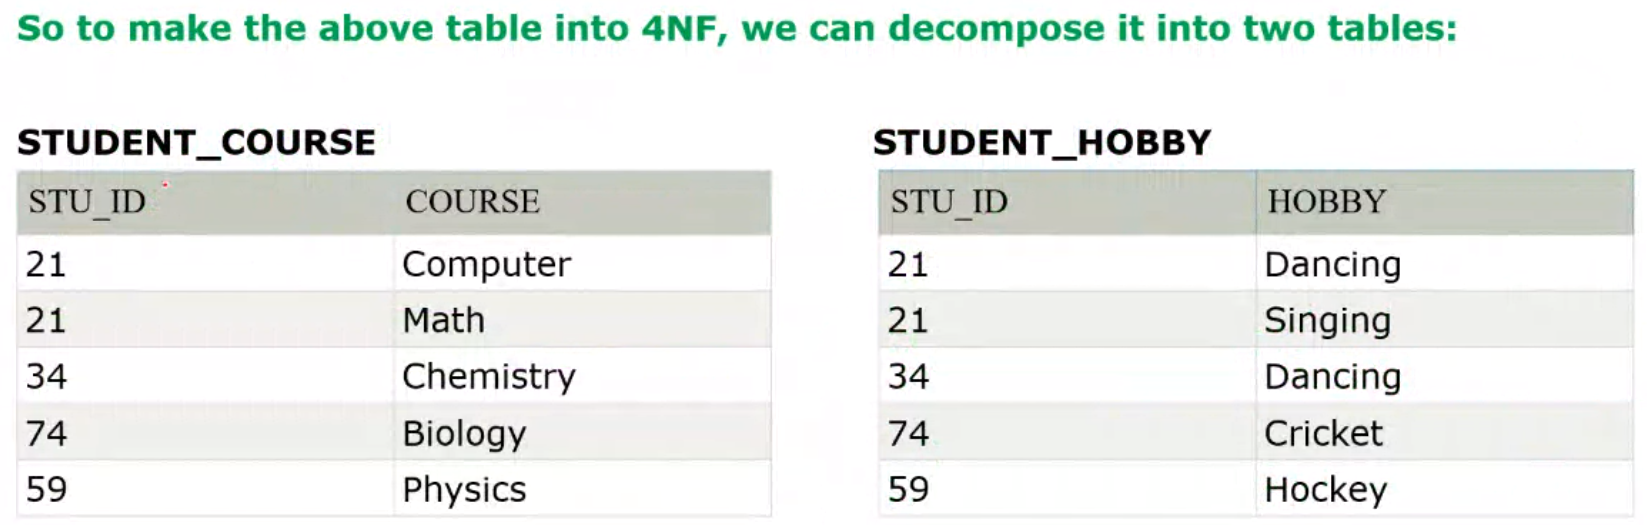 So to make the above table into 4NF, we can decompose it into two tables:
STUDENT_COURSE
STU_ID COURSE
21 Computer
21 Math
34 Chemistry
74 Biology
59 Physics
STUDENT_HOBBY
STU_ID HOBBY
21 Dancing
21 Singing
34 Dancing
74 Cricket
59 Hockey